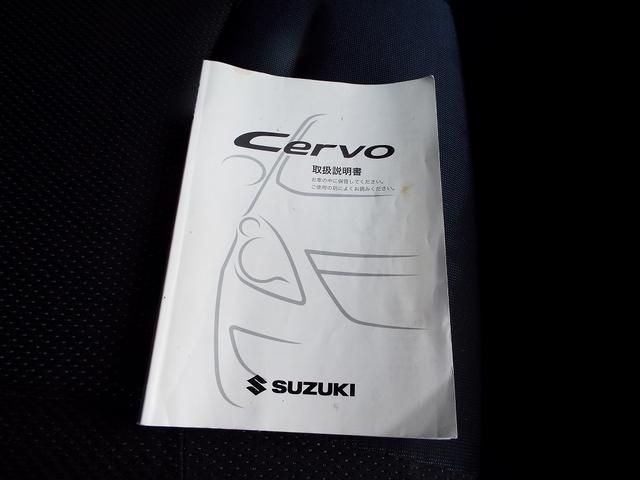 Cervo
取扱説明書
お車の中に保管してください。
ご使用の前によくお読みください。
SUZUKI